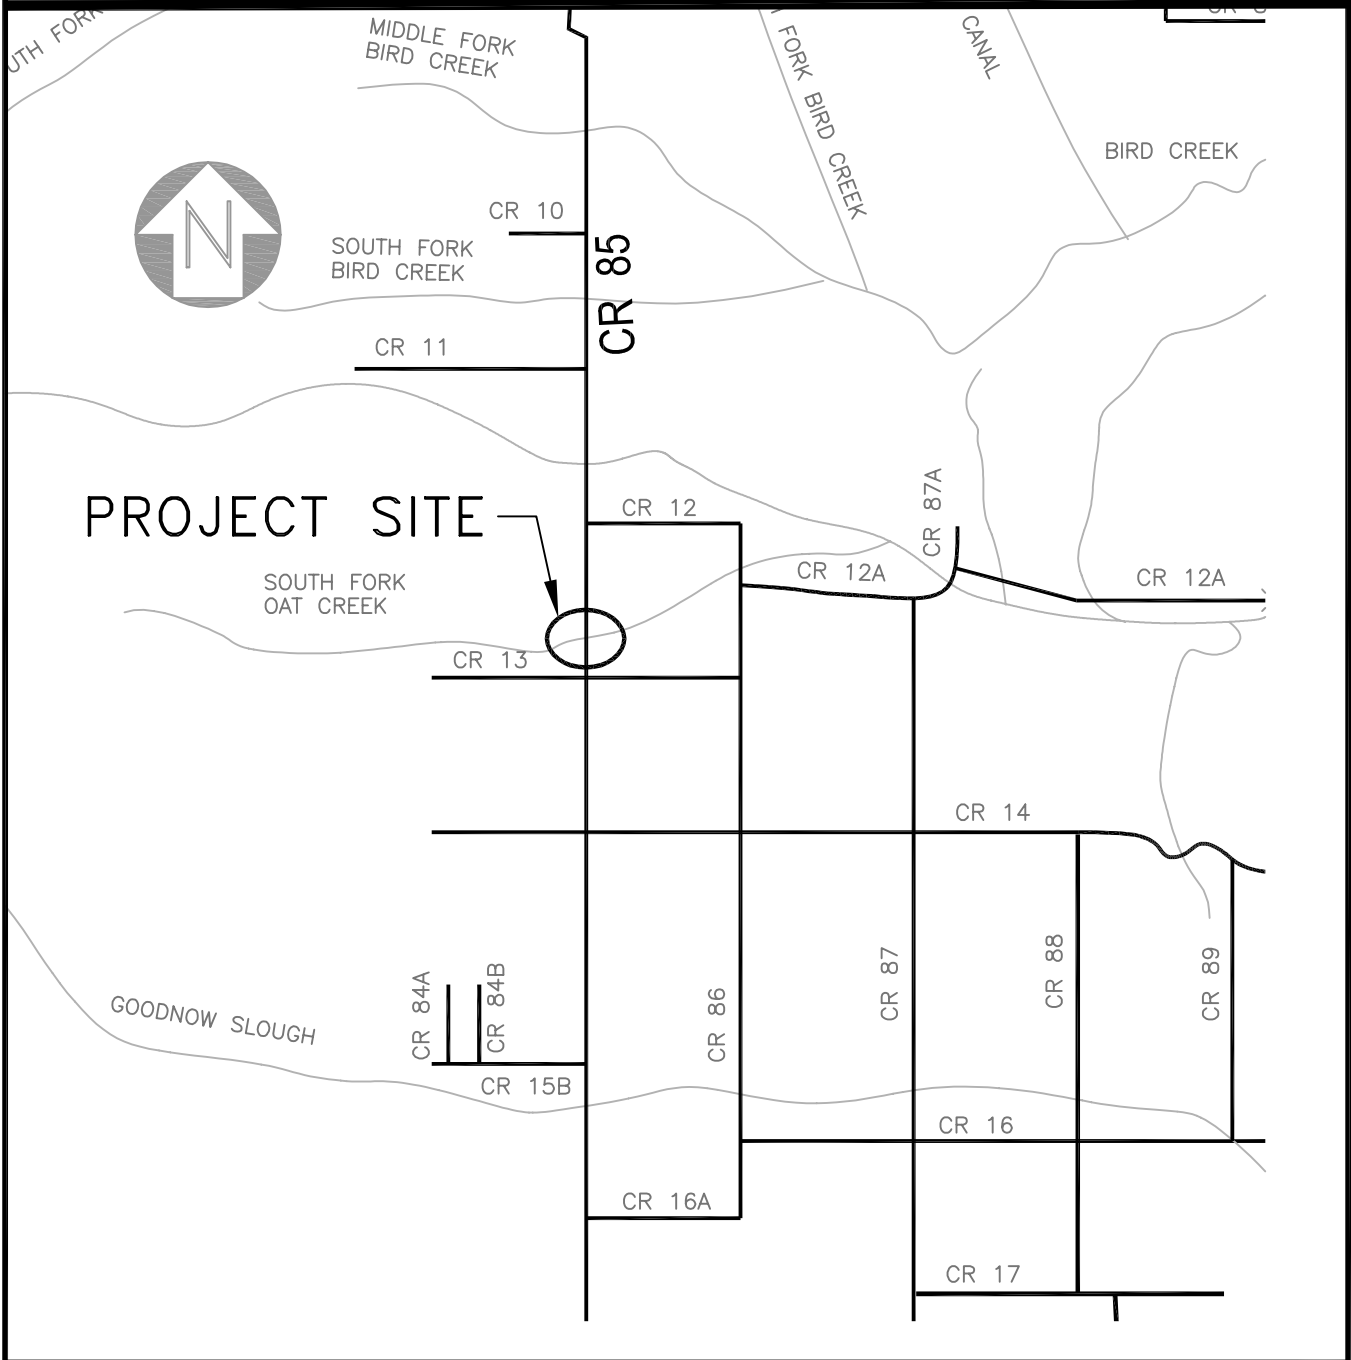 FORK
MIDDLE FORK
BIRD CREEK
FORK BIRD CREEK
CANAL
BIRD CREEK
N
CR 10
SOUTH FORK
BIRD CREEK
CR 85
CR 11
PROJECT SITE
CR 12
CR 87A
CR 12A
CR 12A
SOUTH FORK
OAT CREEK
CR 13
CR 14
CR 84A
CR 84B
CR 86
CR 87
CR 88
CR 89
GOODNOW SLOUGH
CR 15B
CR 16
CR 16A
CR 17